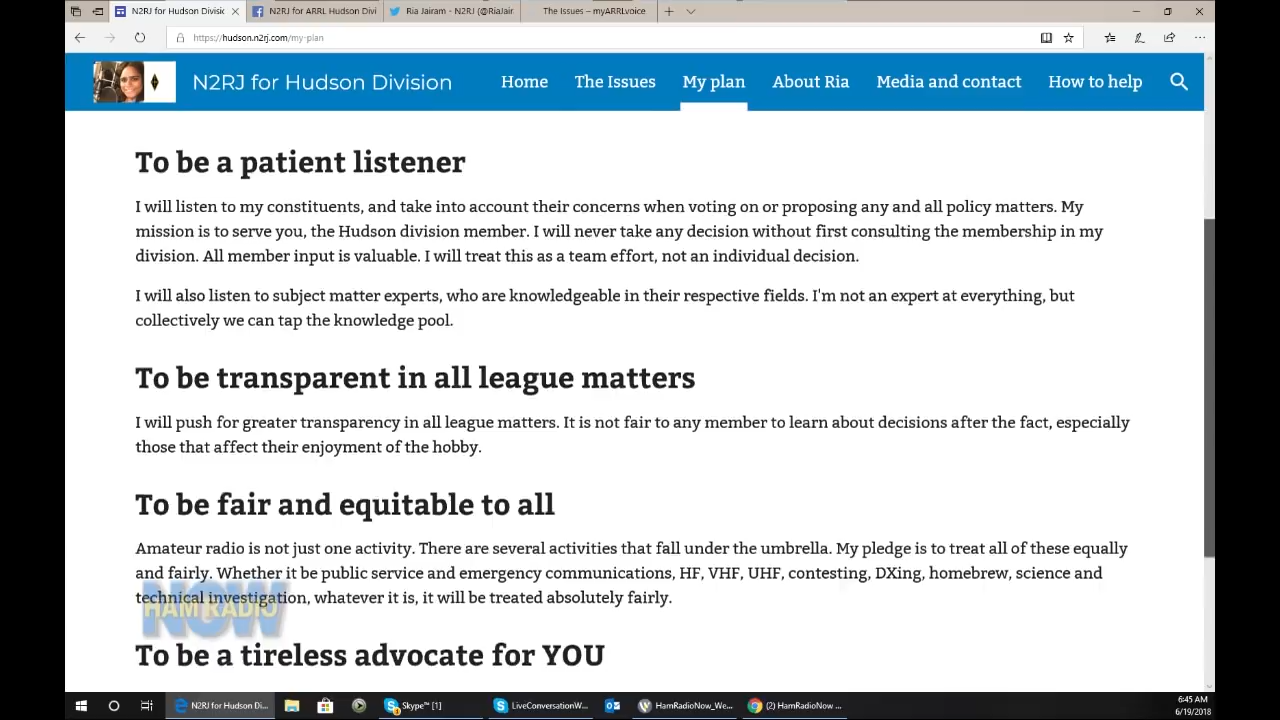 N2RJ for Hudson Divisio
N2RJ for ARRL Hudson Divi
Ria Jairam - N2RJ (@RiaJair.
The Issues – myARRLvoice
https://hudson.n2rj.com/my-plan
N2RJ for Hudson Division
Home
The Issues
My plan
About Ria
Media and contact
How to help
To be a patient listener
I will listen to my constituents, and take into account their concerns when voting on or proposing any and all policy matters. My
mission is to serve you, the Hudson division member. I will never take any decision without first consulting the membership in my
division. All member input is valuable. I will treat this as a team effort, not an individual decision.
I will also listen to subject matter experts, who are knowledgeable in their respective fields. I'm not an expert at everything, but
collectively we can tap the knowledge pool.
To be transparent in all league matters
I will push for greater transparency in all league matters. It is not fair to any member to learn about decisions after the fact, especially
those that affect their enjoyment of the hobby.
To be fair and equitable to all
Amateur radio is not just one activity. There are several activities that fall under the umbrella. My pledge is to treat all of these equally
and fairly. Whether it be public service and emergency communications, HF, VHF, UHF, contesting, DXing, homebrew, science and
technical investigation, whatever it is, it will be treated absolutely fairly.
HAM RADIO
NOW
To be a tireless advocate for YOU
N2RJ for Hudson Di...
Skype™ [1]
LiveConversationW...
HamRadioNow_We...
(2) HamRadioNow ...
6:45 AM
6/19/2018